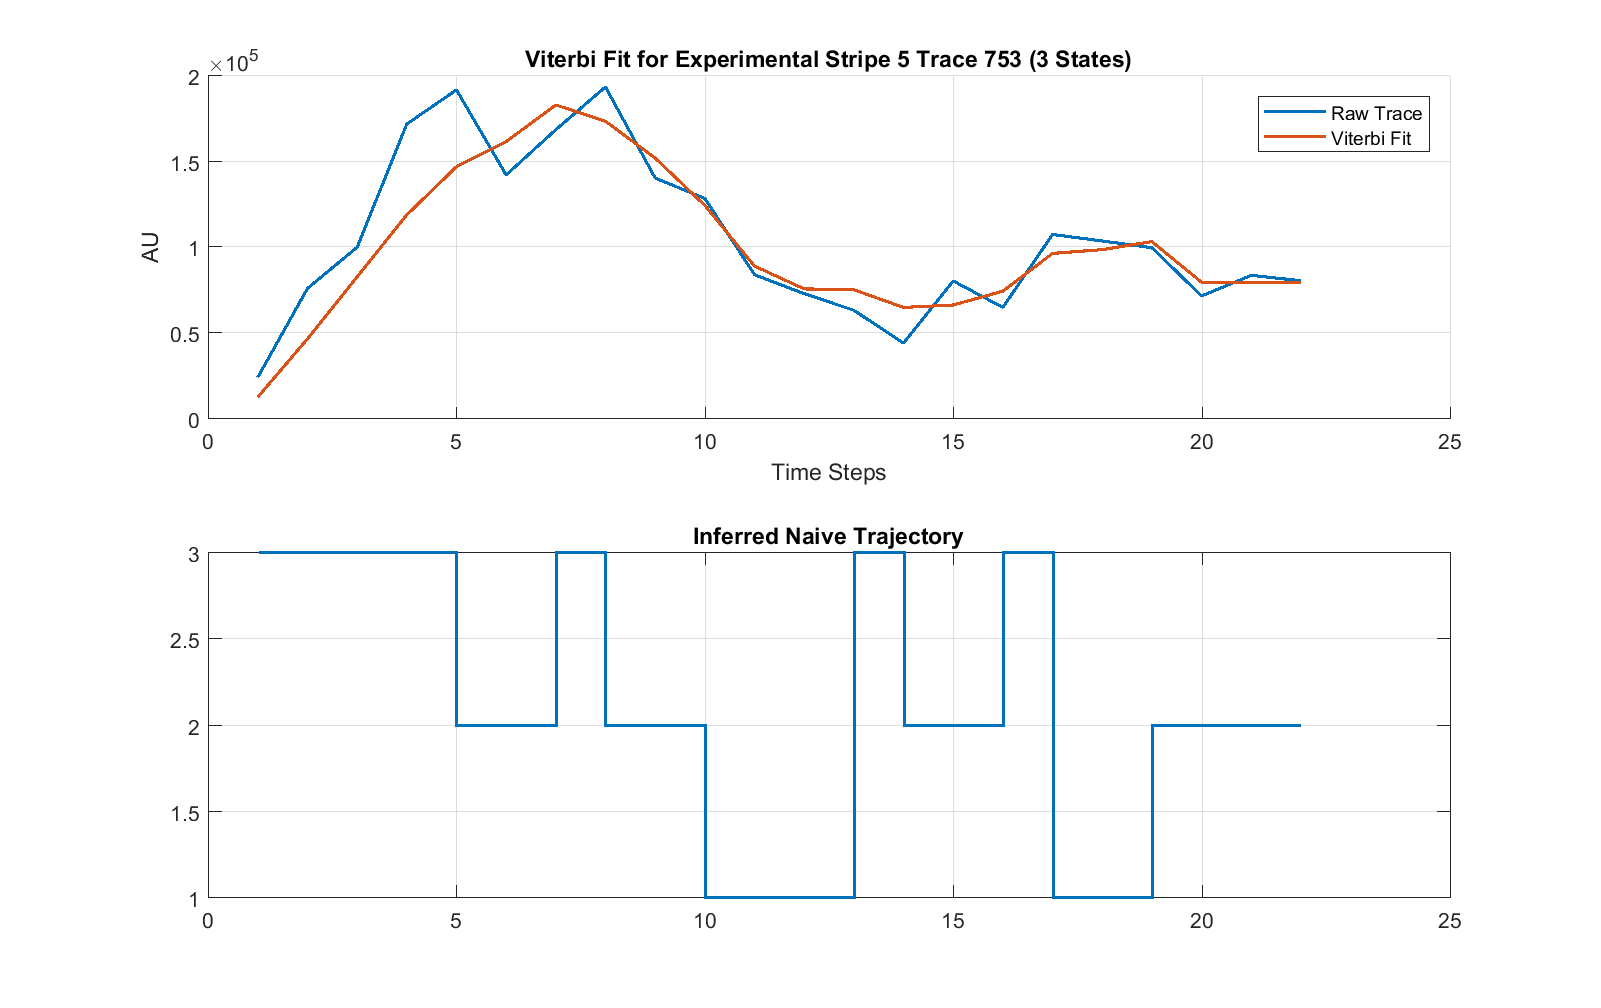 Viterbi Fit for Experimental Stripe 5 Trace 753 (3 States)
×10^5
2
1.5
1
0.5
0
AU
Raw Trace
Viterbi Fit
0 5 10 15 20 25
Time Steps
Inferred Naive Trajectory
3
2.5
2
1.5
1
0 5 10 15 20 25